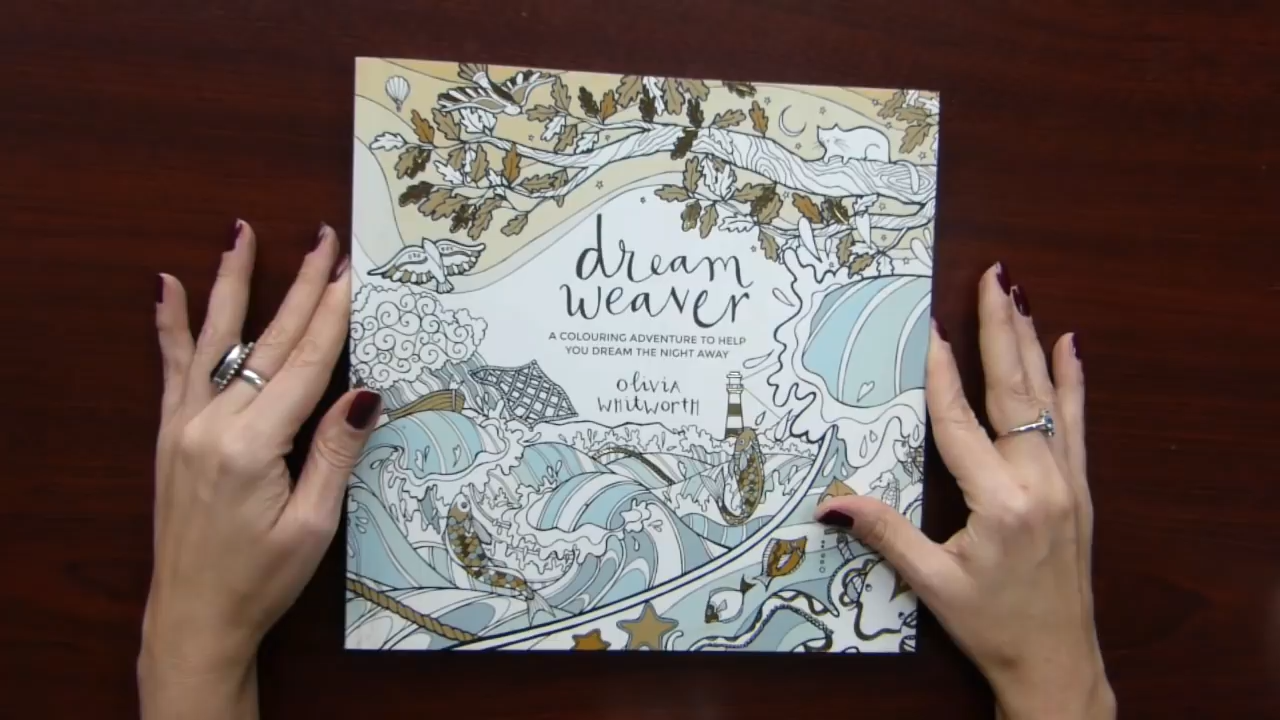 dream
weaver
A COLOURING ADVENTURE TO HELP
YOU DREAM THE NIGHT AWAY
OLIVIA
WHITWORTH